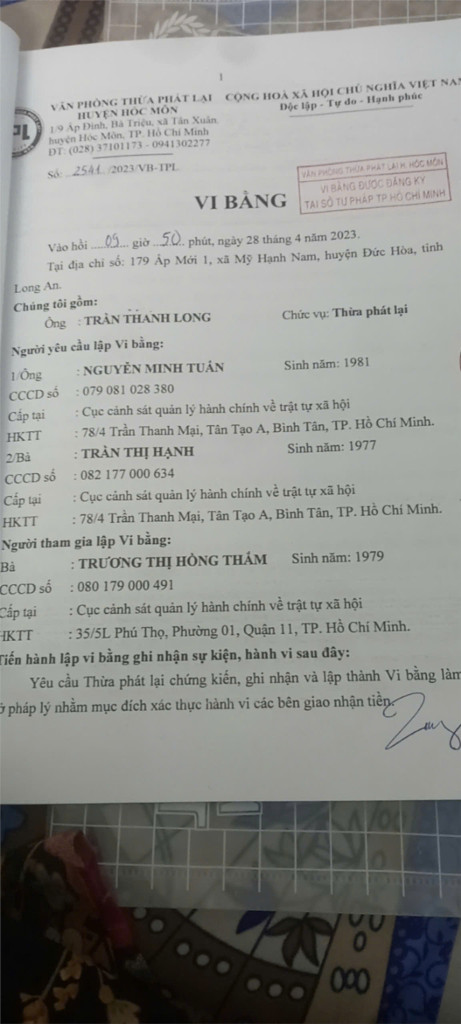 1
VĂN PHÒNG THỪA PHÁT LẠI
HUYỆN HÓC MÔN
1/9 Ấp Đình, Bà Triệu, xã Tân Xuân,
huyện Hóc Môn, TP. Hồ Chí Minh
ĐT: (028) 37101173 - 0941302277
CỘNG HOÀ XÃ HỘI CHỦ NGHĨA VIỆT NAM
Độc lập - Tự do - Hạnh phúc
PL
Số: 2541 /2023/VB-TPL
VĂN PHÒNG THỪA PHÁT LẠI H. HÓC MÔN
VI BẰNG ĐƯỢC ĐĂNG KÝ
TẠI SỞ TƯ PHÁP TP HỒ CHÍ MINH
VI BẰNG
Vào hồi 09 giờ 50 phút, ngày 28 tháng 4 năm 2023.
Tại địa chỉ số: 179 Ấp Mới 1, xã Mỹ Hạnh Nam, huyện Đức Hòa, tỉnh
Long An.
Chúng tôi gồm:
Ông : TRẦN THANH LONG Chức vụ: Thừa phát lại
Người yêu cầu lập Vi bằng:
1/Ông : NGUYỄN MINH TUẤN Sinh năm: 1981
CCCD số : 079 081 028 380
Cấp tại : Cục cảnh sát quản lý hành chính về trật tự xã hội
HKTT : 78/4 Trần Thanh Mại, Tân Tạo A, Bình Tân, TP. Hồ Chí Minh.
2/Bà : TRẦN THỊ HẠNH Sinh năm: 1977
CCCD số : 082 177 000 634
Cấp tại : Cục cảnh sát quản lý hành chính về trật tự xã hội
HKTT : 78/4 Trần Thanh Mại, Tân Tạo A, Bình Tân, TP. Hồ Chí Minh.
Người tham gia lập Vi bằng:
Bà : TRƯƠNG THỊ HỒNG THẮM Sinh năm: 1979
CCCD số : 080 179 000 491
Cấp tại : Cục cảnh sát quản lý hành chính về trật tự xã hội
HKTT : 35/5L Phú Thọ, Phường 01, Quận 11, TP. Hồ Chí Minh.
Tiến hành lập vi bằng ghi nhận sự kiện, hành vi sau đây:
Yêu cầu Thừa phát lại chứng kiến, ghi nhận và lập thành Vi bằng làm
pháp lý nhằm mục đích xác thực hành vi các bên giao nhận tiền.